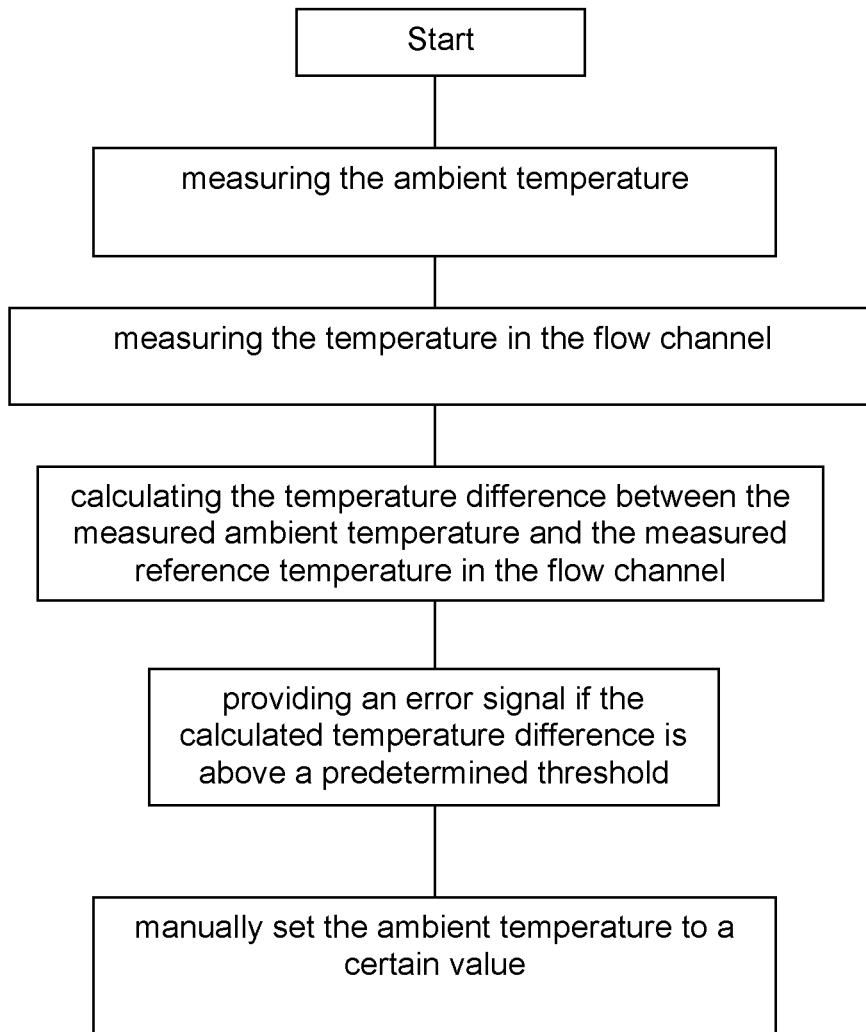 Start
measuring the ambient temperature
measuring the temperature in the flow channel
calculating the temperature difference between the
measured ambient temperature and the measured
reference temperature in the flow channel
providing an error signal if the
calculated temperature difference is
above a predetermined threshold
manually set the ambient temperature to a
certain value